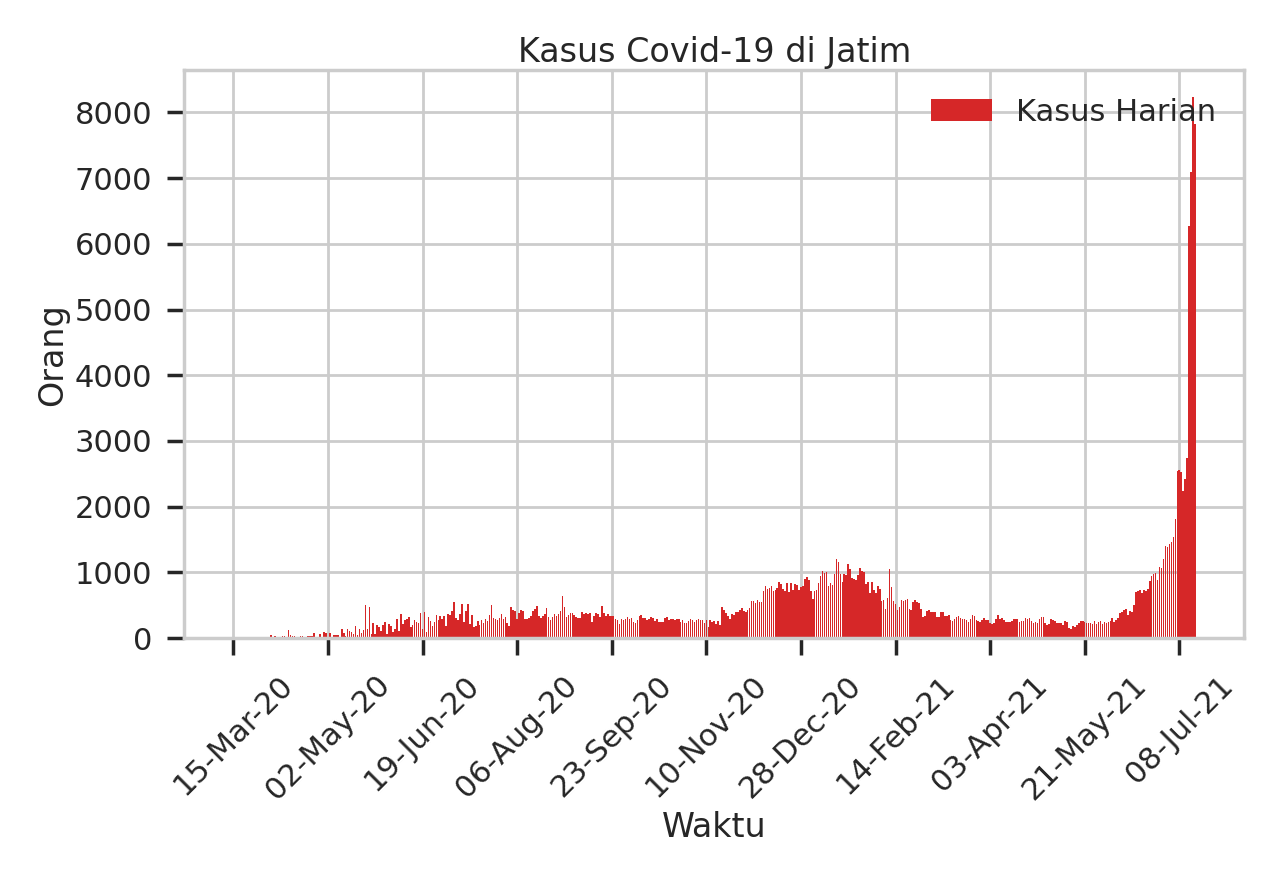 Kasus Covid-19 di Jatim
Kasus Harian
Orang
8000
7000
6000
5000
4000
3000
2000
1000
0
15-Mar-20
02-May-20
19-Jun-20
06-Aug-20
23-Sep-20
10-Nov-20
28-Dec-20
14-Feb-21
03-Apr-21
21-May-21
08-Jul-21
Waktu